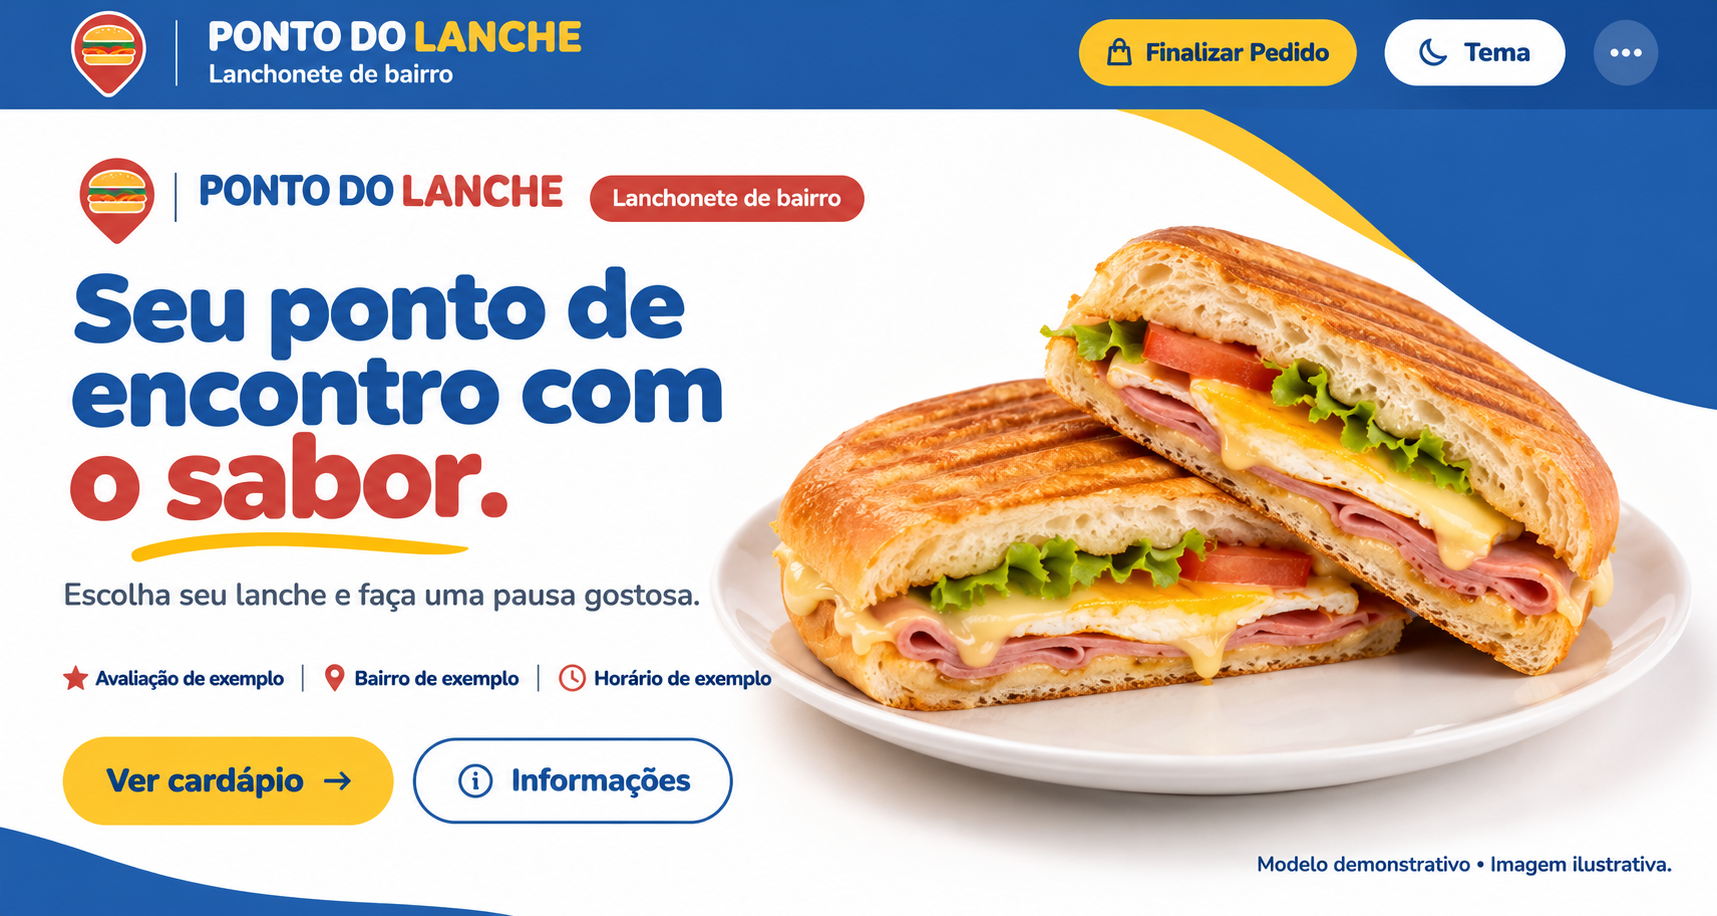 PONTO DO LANCHE
Lanchonete de bairro
Finalizar Pedido
Tema
PONTO DO LANCHE
Lanchonete de bairro
Seu ponto de
encontro com
o sabor.
Escolha seu lanche e faça uma pausa gostosa.
Avaliação de exemplo
Bairro de exemplo
Horário de exemplo
Ver cardápio →
Informações
Modelo demonstrativo • Imagem ilustrativa.